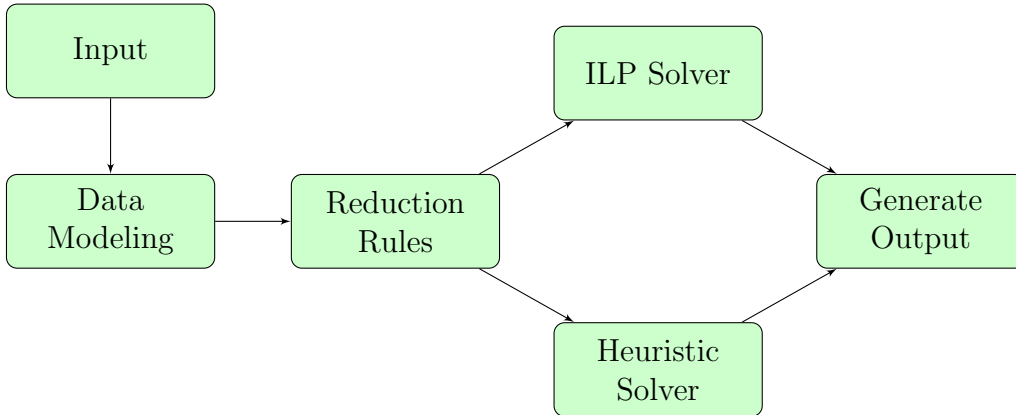 Input
Data
Modeling
Reduction
Rules
ILP Solver
Heuristic
Solver
Generate
Output